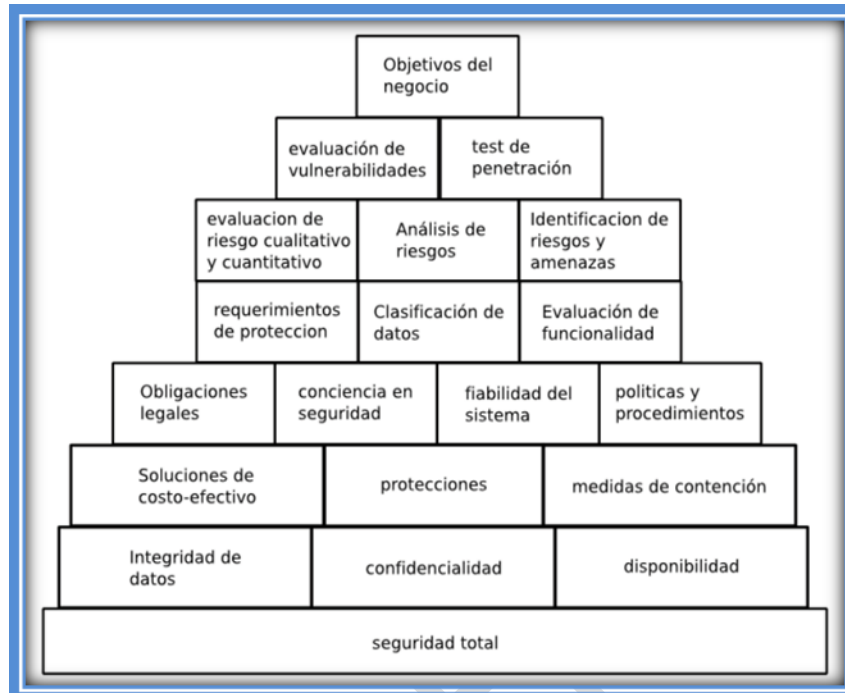 Objetivos del
negocio
evaluación de
vulnerabilidades
test de
penetración
evaluacion de
riesgo cualitativo
y cuantitativo
Análisis de
riesgos
Identificacion de
riesgos y
amenazas
requerimientos
de proteccion
Clasificación de
datos
Evaluación de
funcionalidad
Obligaciones
legales
conciencia en
seguridad
fiabilidad del
sistema
politicas y
procedimientos
Soluciones de
costo-efectivo
protecciones
medidas de contención
Integridad de
datos
confidencialidad
disponibilidad
seguridad total